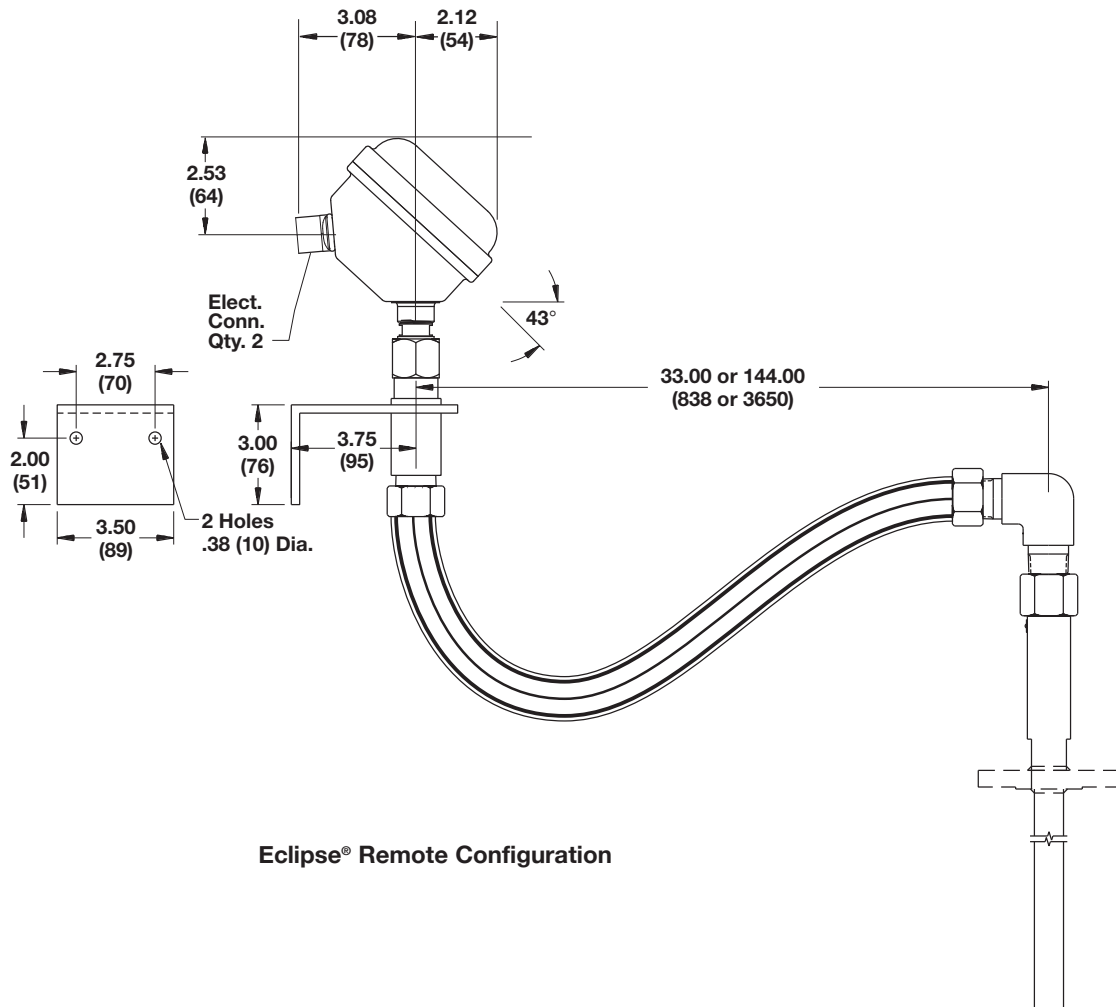 3.08
(78)
2.12
(54)
2.53
(64)
Elect.
Conn.
Qty. 2
43°
2.75
(70)
33.00 or 144.00
(838 or 3650)
3.00
(76)
3.75
(95)
2.00
(51)
2 Holes
.38 (10) Dia.
3.50
(89)
Eclipse® Remote Configuration